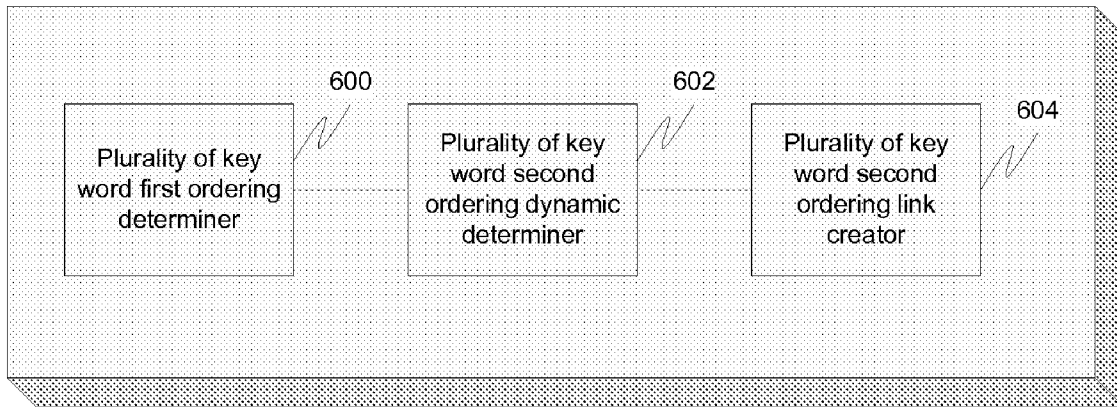 600
Plurality of key
word first ordering
determiner
602
Plurality of key
word second
ordering dynamic
determiner
604
Plurality of key
word second
ordering link
creator